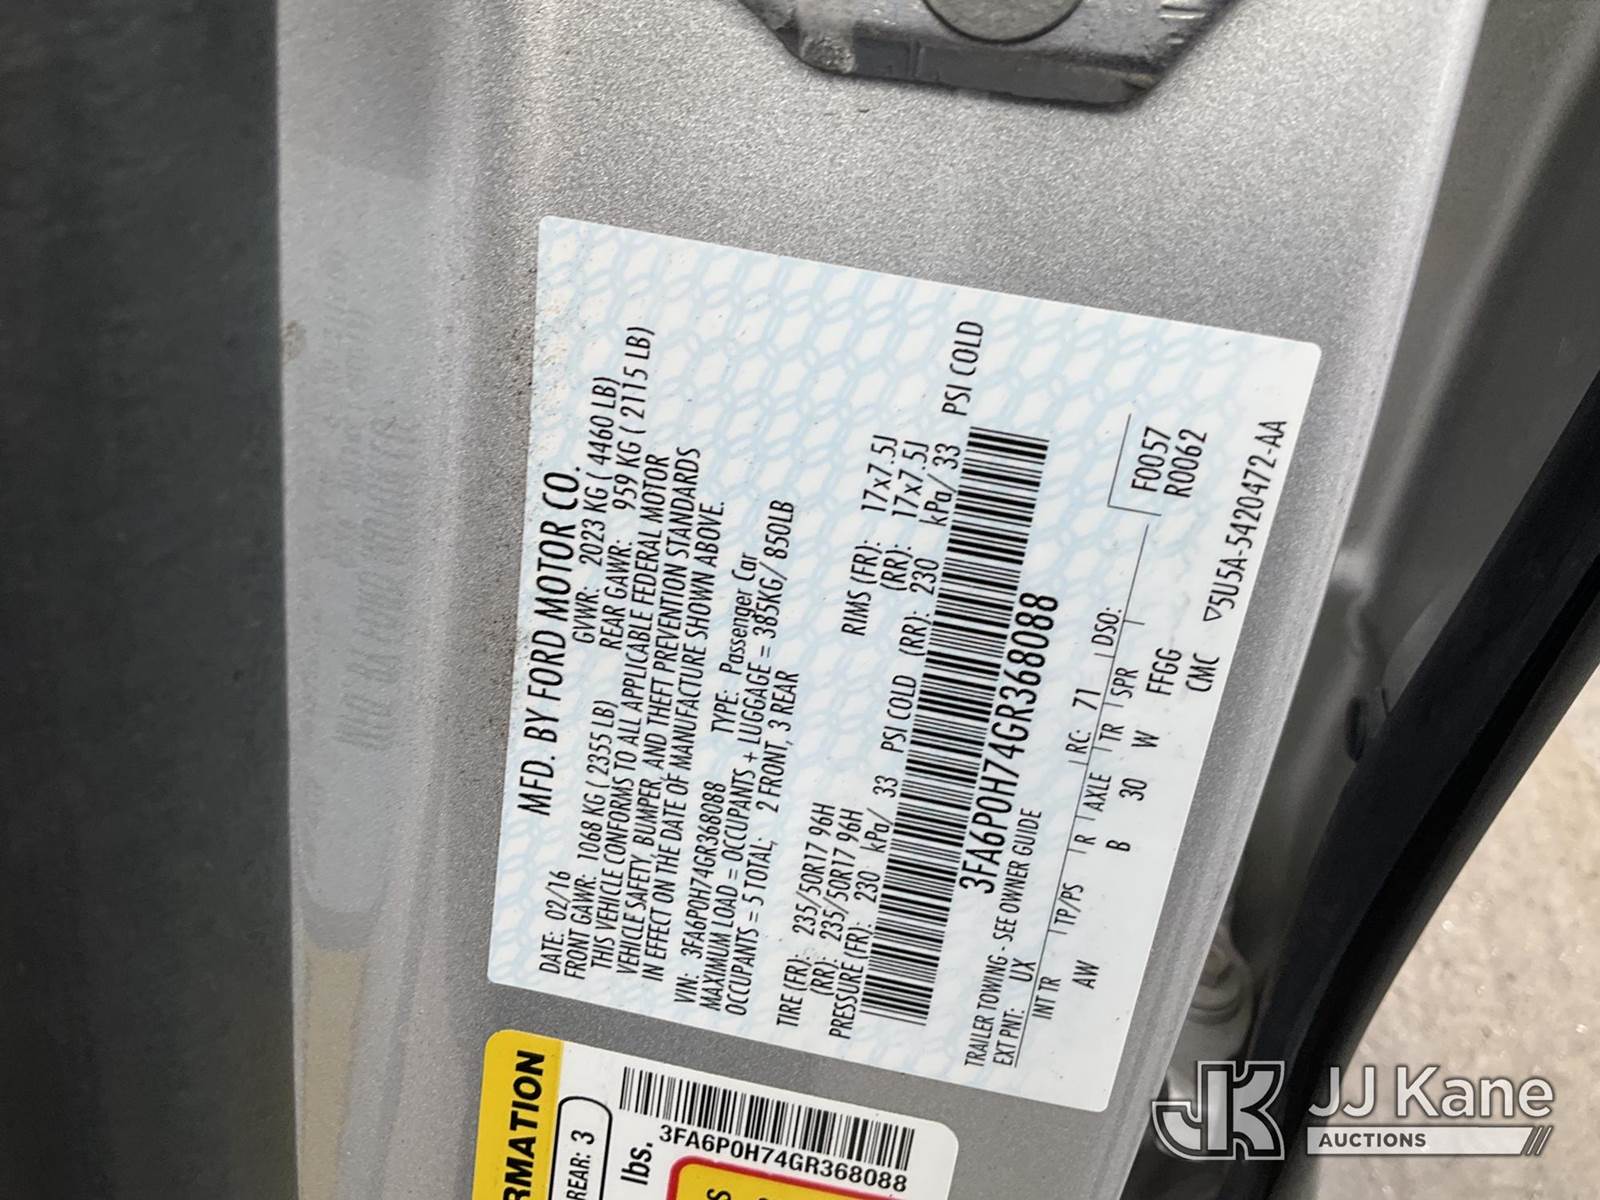 MFD. BY FORD MOTOR CO.
DATE: 02/16 GVWR: 2023 KG ( 4460 LB)
FRONT GAWR: 1068 KG ( 2355 LB) REAR GAWR: 959 KG ( 2115 LB)
THIS VEHICLE CONFORMS TO ALL APPLICABLE FEDERAL MOTOR
VEHICLE SAFETY, BUMPER, AND THEFT PREVENTION STANDARDS
IN EFFECT ON THE DATE OF MANUFACTURE SHOWN ABOVE.
VIN: 3FA6P0H74GR368088 TYPE: Passenger Car
MAXIMUM LOAD = OCCUPANTS + LUGGAGE = 385KG/ 850LB
OCCUPANTS = 5 TOTAL; 2 FRONT, 3 REAR
TIRE (FR): 235/50R17 96H RIMS (FR): 17x7.5J
(RR): 235/50R17 96H (RR): 17x7.5J
PRESSURE (FR): 230 kPa/ 33 PSI COLD (RR): 230 kPa/ 33 PSI COLD
3FA6P0H74GR368088
TRAILER TOWING - SEE OWNER GUIDE
EXT PNT: UX RC: 71 DSO: F0057
INT TR TP/PS R AXLE TR SPR R0062
AW B 30 W FFGG
CMC ▽5U5A-5420472-AA
RMATION
REAR: 3
lbs.
3FA6P0H74GR368088
JK JJ Kane
AUCTIONS